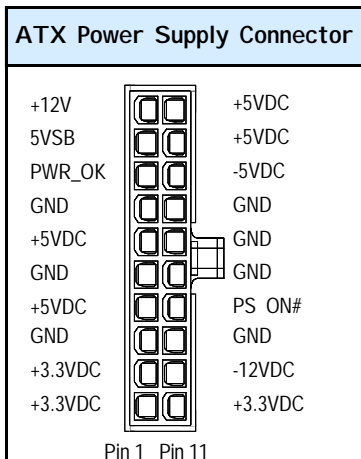 ATX Power Supply Connector
+12V +5VDC
5VSB +5VDC
PWR_OK -5VDC
GND GND
+5VDC GND
GND GND
+5VDC PS ON#
GND GND
+3.3VDC -12VDC
+3.3VDC +3.3VDC
Pin 1 Pin 11